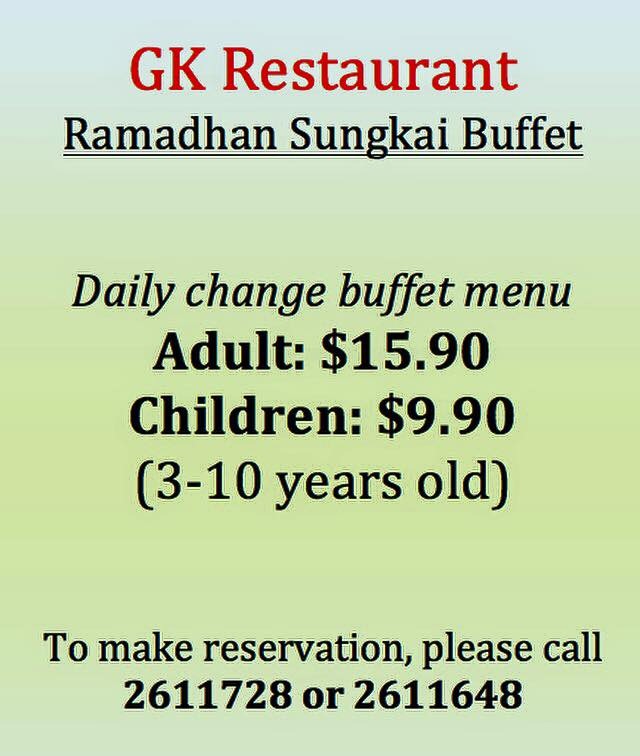 GK Restaurant
Ramadhan Sungkai Buffet
Daily change buffet menu
Adult: $15.90
Children: $9.90
(3-10 years old)
To make reservation, please call
2611728 or 2611648